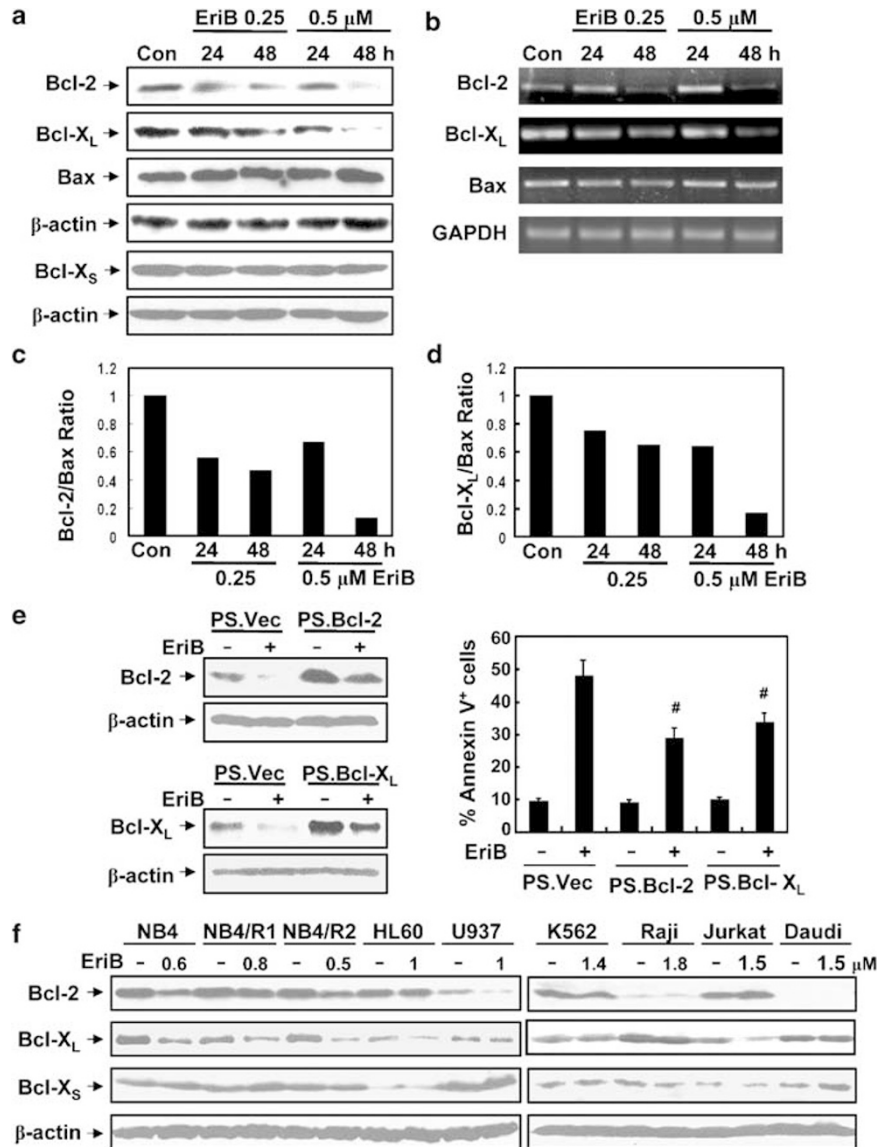 a
EriB 0.25 0.5 μM
Con 24 48 24 48 h
Bcl-2
Bcl-XL
Bax
β-actin
Bcl-XS
β-actin
b
EriB 0.25 0.5 μM
Con 24 48 24 48 h
Bcl-2
Bcl-XL
Bax
GAPDH
c
Bcl-2/Bax Ratio
1.2
1
0.8
0.6
0.4
0.2
0
Con 24 48 24 48 h
0.25 0.5 μM EriB
d
Bcl-XL/Bax Ratio
1.2
1
0.8
0.6
0.4
0.2
0
Con 24 48 24 48 h
0.25 0.5 μM EriB
e
PS.Vec PS.Bcl-2
EriB – + – +
Bcl-2
β-actin
PS.Vec PS.Bcl-XL
EriB – + – +
Bcl-XL
β-actin
% Annexin V+ cells
60
50
40
30
20
10
0
# #
EriB – + – + – +
PS.Vec PS.Bcl-2 PS.Bcl- XL
f
NB4 NB4/R1 NB4/R2 HL60 U937 K562 Raji Jurkat Daudi
EriB – 0.6 – 0.8 – 0.5 – 1 – 1 – 1.4 – 1.8 – 1.5 – 1.5 μM
Bcl-2
Bcl-XL
Bcl-XS
β-actin